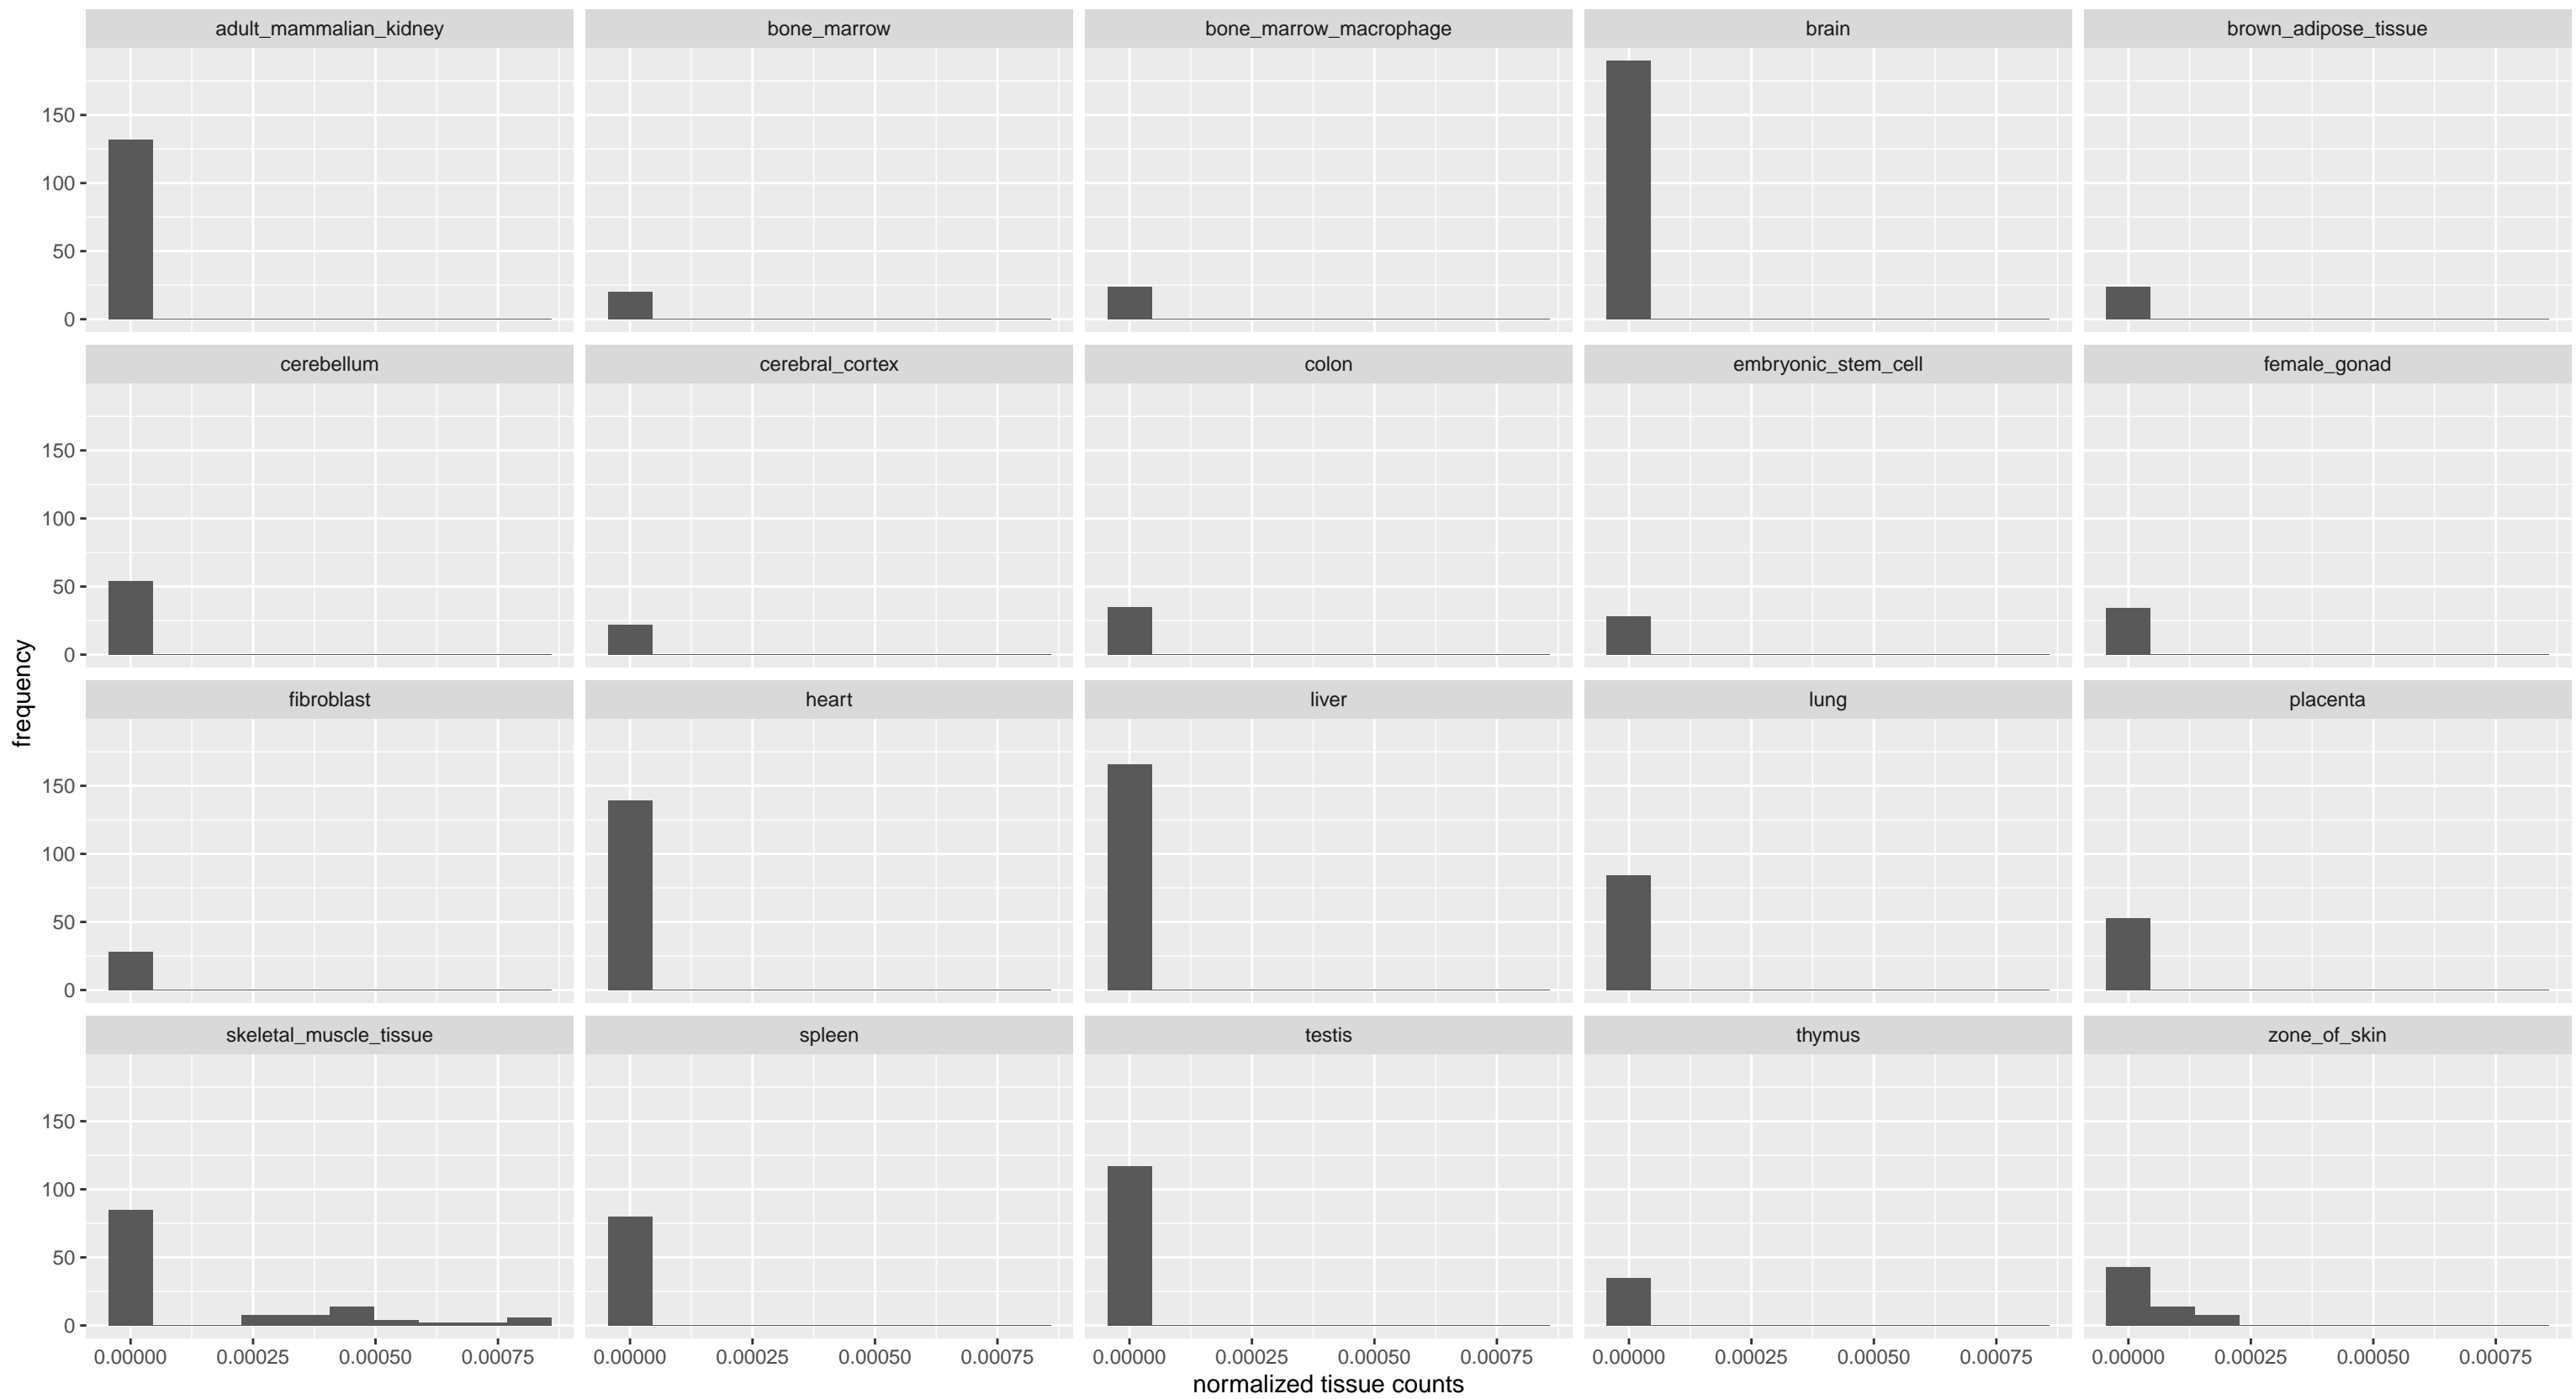 adult_mammalian_kidney bone_marrow bone_marrow_macrophage brain brown_adipose_tissue
150
100
50
0
cerebellum cerebral_cortex colon embryonic_stem_cell female_gonad
150
100
50
0
frequency
fibroblast heart liver lung placenta
150
100
50
0
skeletal_muscle_tissue spleen testis thymus zone_of_skin
150
100
50
0
0.00000 0.00025 0.00050 0.00075 0.00000 0.00025 0.00050 0.00075 0.00000 0.00025 0.00050 0.00075 0.00000 0.00025 0.00050 0.00075 0.00000 0.00025 0.00050 0.00075
normalized tissue counts